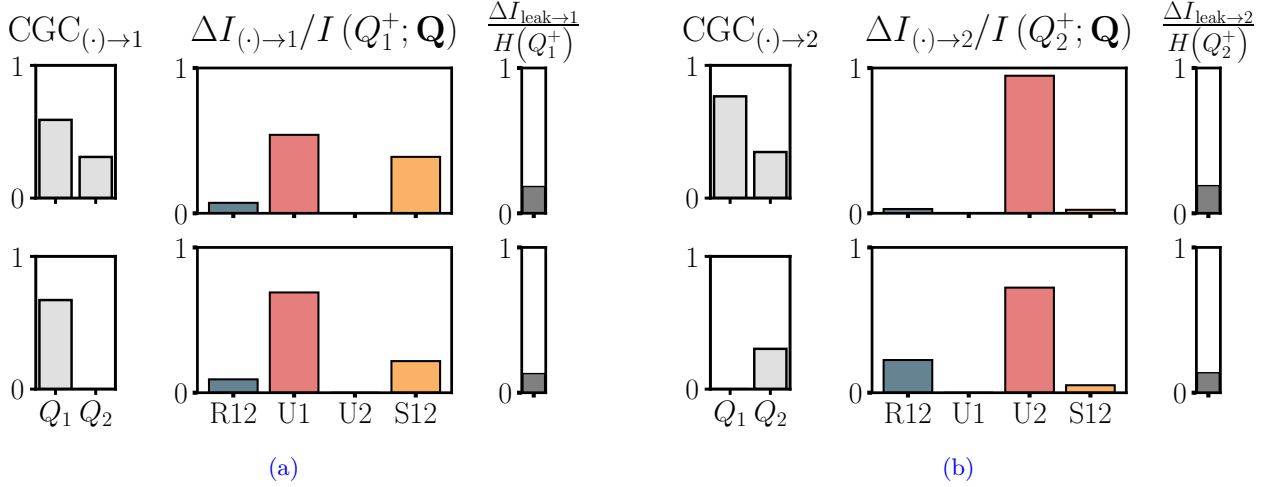 CGC(·)→1
ΔI(·)→1/I (Q₁⁺; Q)
ΔI_leak→1
H(Q₁⁺)
CGC(·)→2
ΔI(·)→2/I (Q₂⁺; Q)
ΔI_leak→2
H(Q₂⁺)
1 1 1 1 1 1
0 0 0 0 0 0
1 1 1 1 1 1
0 0 0 0 0 0
Q₁ Q₂ R12 U1 U2 S12 Q₁ Q₂ R12 U1 U2 S12
(a) (b)